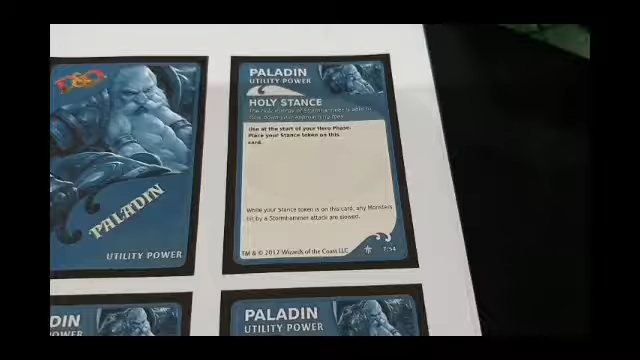 D&D
PALADIN
UTILITY POWER
PALADIN
UTILITY POWER
HOLY STANCE
Use at the start of your Hero Phase.
Place your Stance token on this
card.
While your Stance token is on this card, any Monsters
hit by a Stormhammer attack are slowed.
TM & © 2012 Wizards of the Coast LLC
DIN
POWER
PALADIN
UTILITY POWER